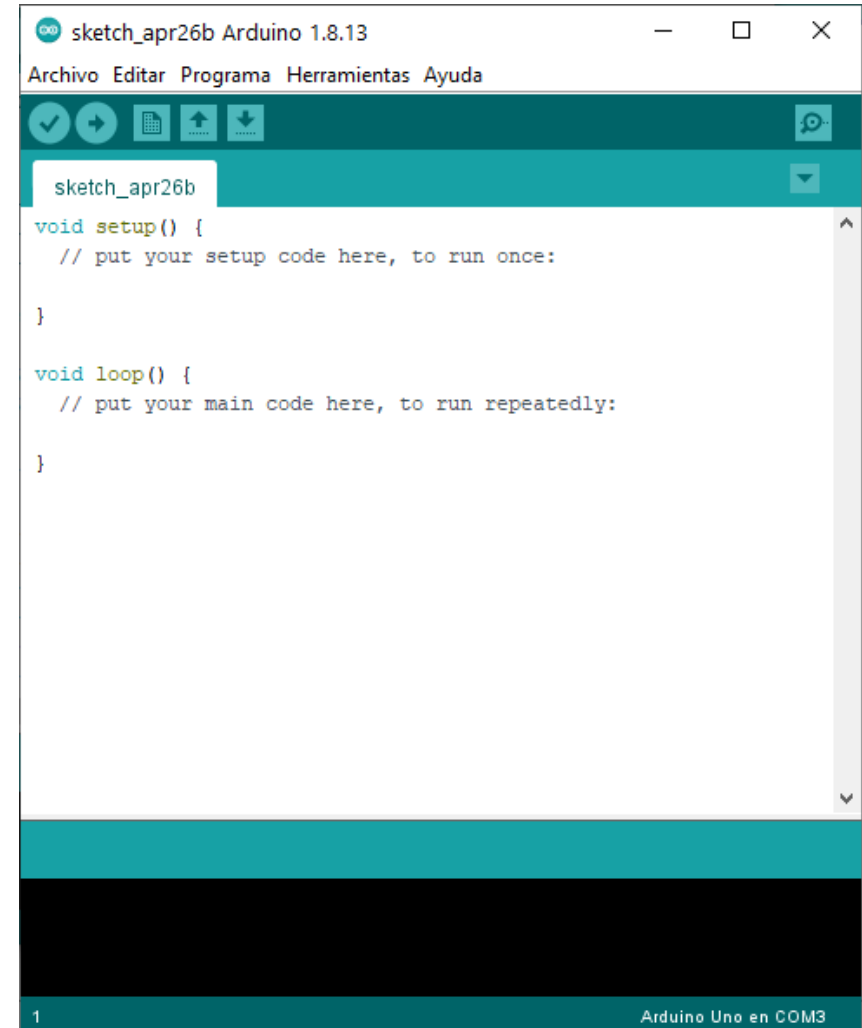 sketch_apr26b Arduino 1.8.13
Archivo Editar Programa Herramientas Ayuda
sketch_apr26b
void setup() {
  // put your setup code here, to run once:
}
void loop() {
  // put your main code here, to run repeatedly:
}
1 Arduino Uno en COM3